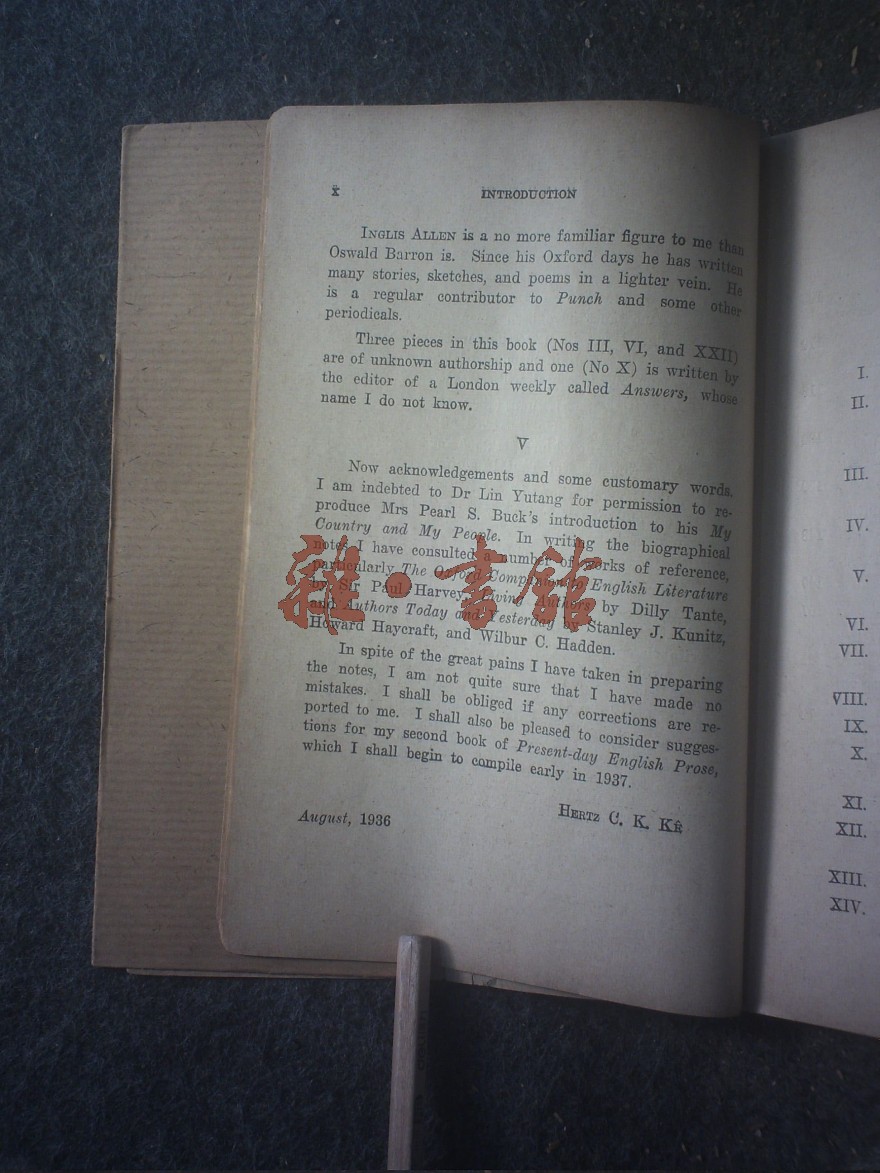 x
INTRODUCTION
INGLIS ALLEN is a no more familiar figure to me than
Oswald Barron is. Since his Oxford days he has written
many stories, sketches, and poems in a lighter vein. He
is a regular contributor to Punch and some other
periodicals.
Three pieces in this book (Nos III, VI, and XXII)
are of unknown authorship and one (No X) is written by
the editor of a London weekly called Answers, whose
name I do not know.
V
Now acknowledgements and some customary words.
I am indebted to Dr Lin Yutang for permission to re-
produce Mrs Pearl S. Buck's introduction to his My
Country and My People. In writing the biographical
notes I have consulted a number of works of reference,
particularly The Oxford Companion to English Literature
by Sir Paul Harvey, Living Authors by Dilly Tante,
and Authors Today and Yesterday by Stanley J. Kunitz,
Howard Haycraft, and Wilbur C. Hadden.
In spite of the great pains I have taken in preparing
the notes, I am not quite sure that I have made no
mistakes. I shall be obliged if any corrections are re-
ported to me. I shall also be pleased to consider sugges-
tions for my second book of Present-day English Prose,
which I shall begin to compile early in 1937.
HERTZ C. K. KÊ
August, 1936
雜·書館
I.
II.
III.
IV.
V.
VI.
VII.
VIII.
IX.
X.
XI.
XII.
XIII.
XIV.